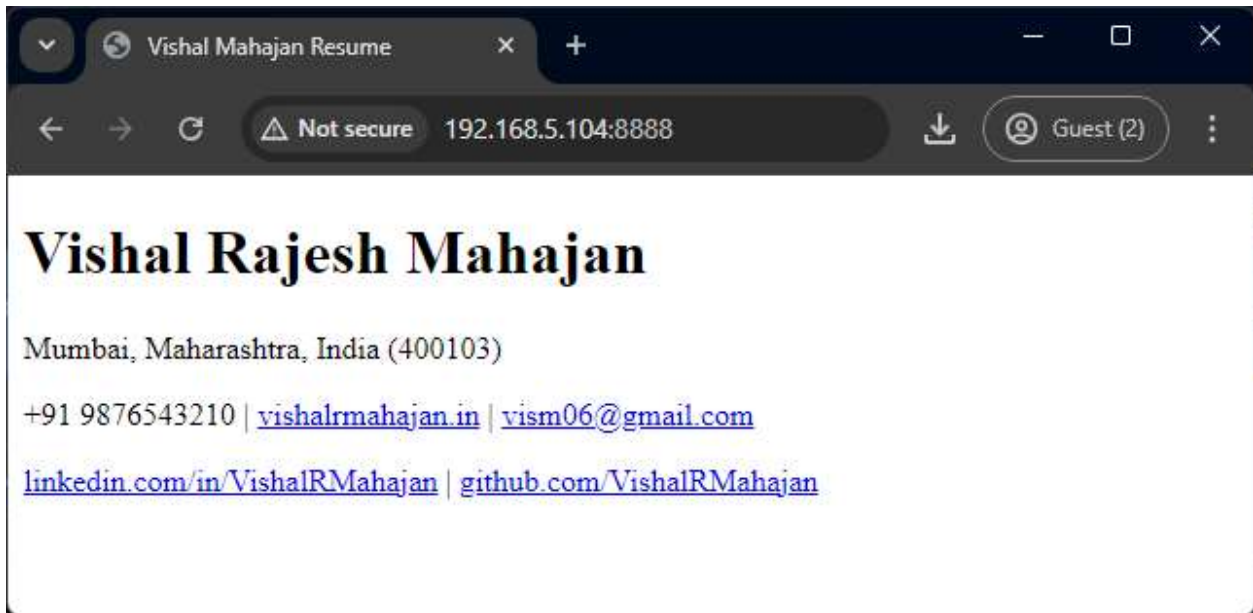 Vishal Mahajan Resume
Not secure 192.168.5.104:8888 Guest (2)
Vishal Rajesh Mahajan
Mumbai, Maharashtra, India (400103)
+91 9876543210 | vishalrmahajan.in | vism06@gmail.com
linkedin.com/in/VishalRMahajan | github.com/VishalRMahajan